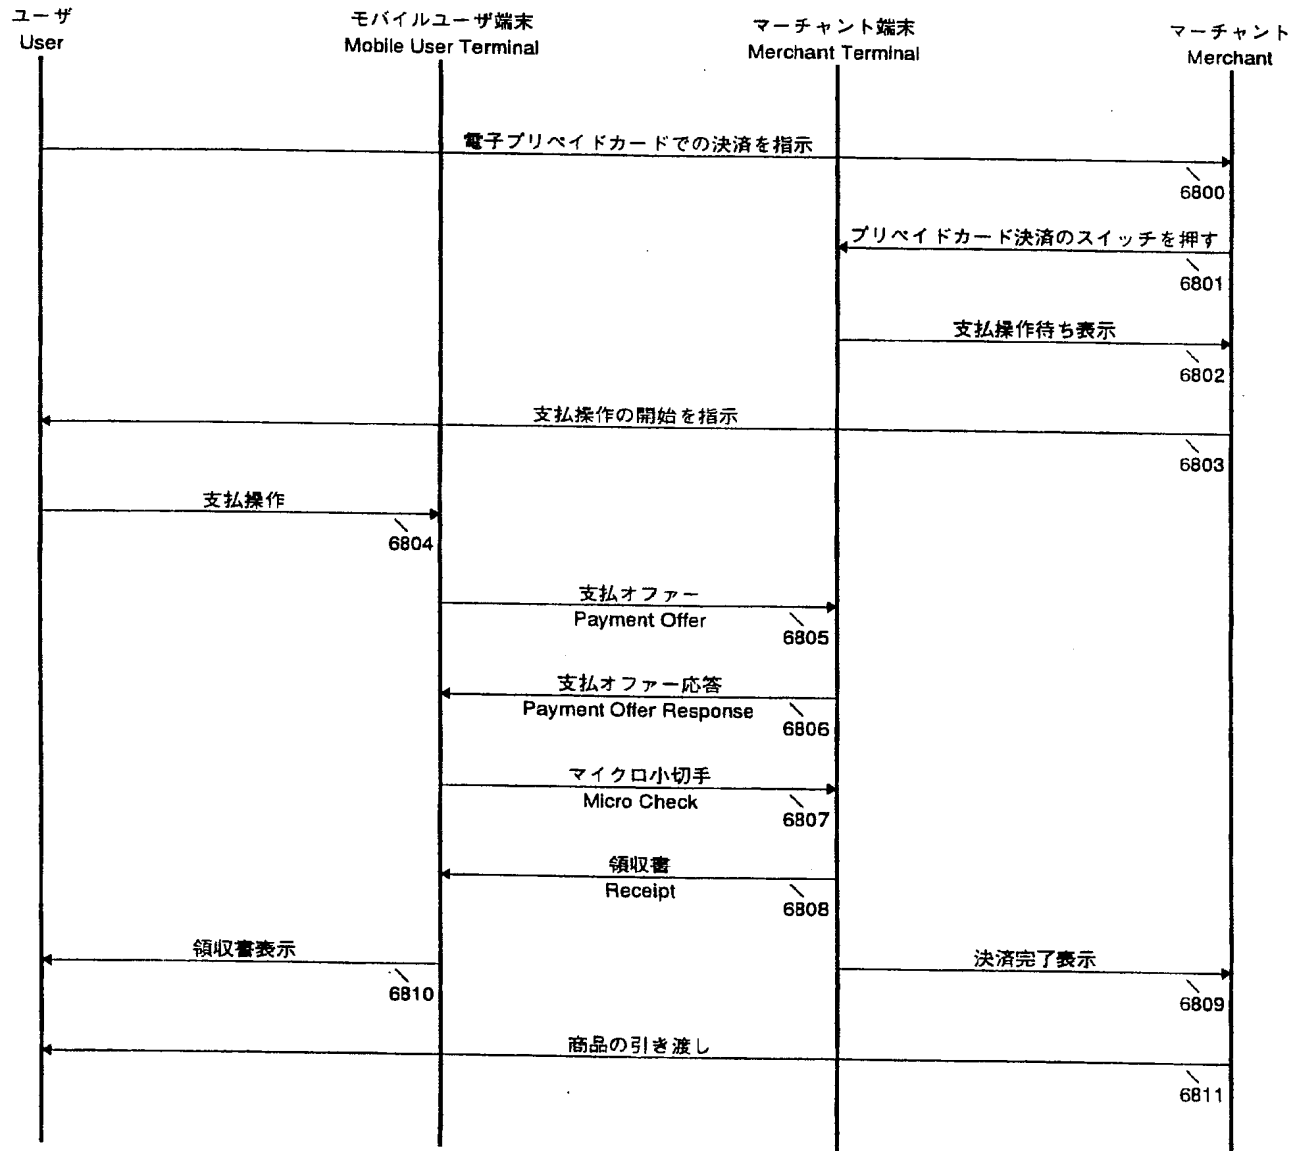 ユーザ
User
モバイルユーザ端末
Mobile User Terminal
マーチャント端末
Merchant Terminal
マーチャント
Merchant
電子プリペイドカードでの決済を指示
6800
プリペイドカード決済のスイッチを押す
6801
支払操作待ち表示
6802
支払操作の開始を指示
6803
支払操作
6804
支払オファー
Payment Offer
6805
支払オファー応答
Payment Offer Response
6806
マイクロ小切手
Micro Check
6807
領収書
Receipt
6808
領収書表示
6810
決済完了表示
6809
商品の引き渡し
6811